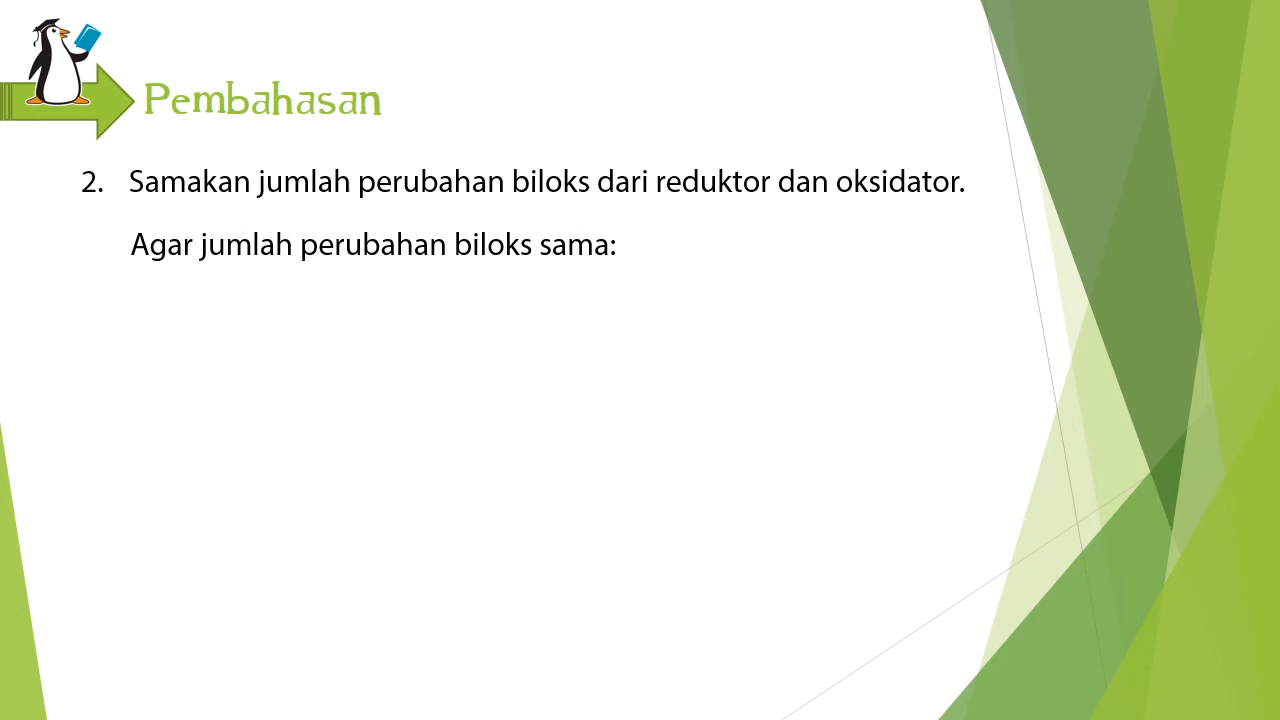 Pembahasan
2. Samakan jumlah perubahan biloks dari reduktor dan oksidator.
Agar jumlah perubahan biloks sama: